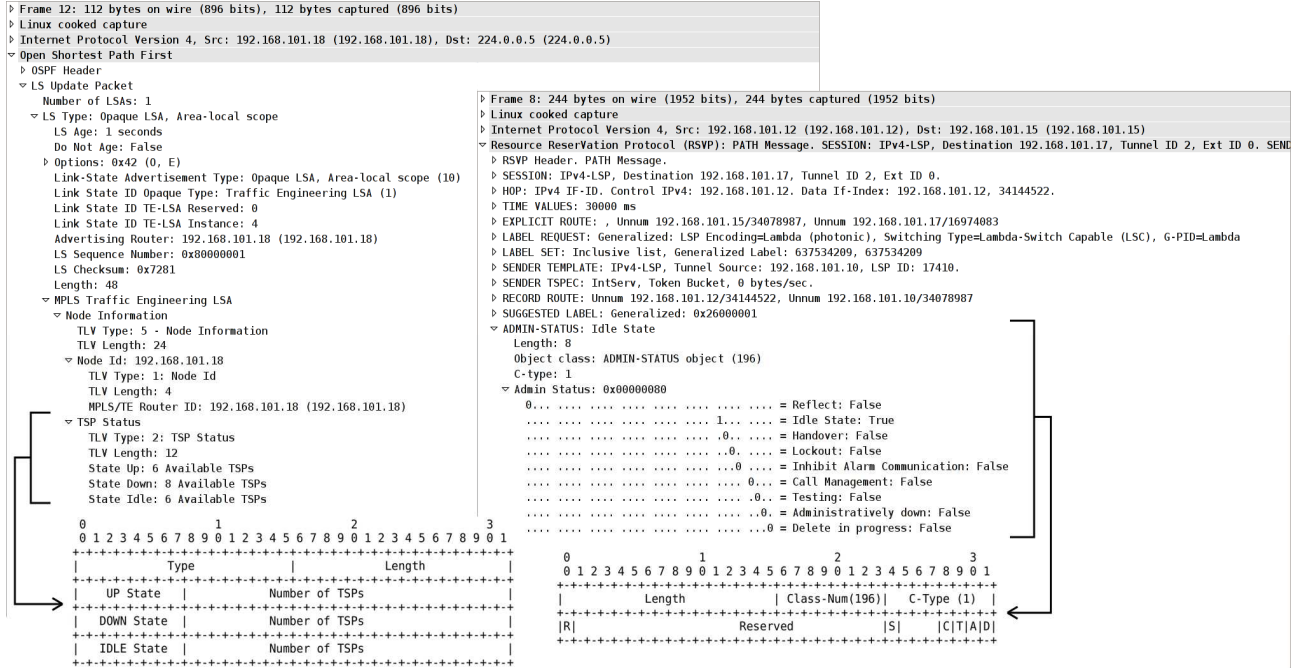 Frame 12: 112 bytes on wire (896 bits), 112 bytes captured (896 bits)
Linux cooked capture
Internet Protocol Version 4, Src: 192.168.101.18 (192.168.101.18), Dst: 224.0.0.5 (224.0.0.5)
Open Shortest Path First
OSPF Header
LS Update Packet
Number of LSAs: 1
LS Type: Opaque LSA, Area-local scope
LS Age: 1 seconds
Do Not Age: False
Options: 0x42 (O, E)
Link-State Advertisement Type: Opaque LSA, Area-local scope (10)
Link State ID Opaque Type: Traffic Engineering LSA (1)
Link State ID TE-LSA Reserved: 0
Link State ID TE-LSA Instance: 4
Advertising Router: 192.168.101.18 (192.168.101.18)
LS Sequence Number: 0x80000001
LS Checksum: 0x7281
Length: 48
MPLS Traffic Engineering LSA
Node Information
TLV Type: 5 - Node Information
TLV Length: 24
Node Id: 192.168.101.18
TLV Type: 1: Node Id
TLV Length: 4
MPLS/TE Router ID: 192.168.101.18 (192.168.101.18)
TSP Status
TLV Type: 2: TSP Status
TLV Length: 12
State Up: 6 Available TSPs
State Down: 8 Available TSPs
State Idle: 6 Available TSPs
0 1 2 3
0 1 2 3 4 5 6 7 8 9 0 1 2 3 4 5 6 7 8 9 0 1 2 3 4 5 6 7 8 9 0 1
+-+-+-+-+-+-+-+-+-+-+-+-+-+-+-+-+-+-+-+-+-+-+-+-+-+-+-+-+-+-+-+-+
| Type | Length |
+-+-+-+-+-+-+-+-+-+-+-+-+-+-+-+-+-+-+-+-+-+-+-+-+-+-+-+-+-+-+-+-+
| UP State | Number of TSPs |
+-+-+-+-+-+-+-+-+-+-+-+-+-+-+-+-+-+-+-+-+-+-+-+-+-+-+-+-+-+-+-+-+
| DOWN State | Number of TSPs |
+-+-+-+-+-+-+-+-+-+-+-+-+-+-+-+-+-+-+-+-+-+-+-+-+-+-+-+-+-+-+-+-+
| IDLE State | Number of TSPs |
+-+-+-+-+-+-+-+-+-+-+-+-+-+-+-+-+-+-+-+-+-+-+-+-+-+-+-+-+-+-+-+-+
Frame 8: 244 bytes on wire (1952 bits), 244 bytes captured (1952 bits)
Linux cooked capture
Internet Protocol Version 4, Src: 192.168.101.12 (192.168.101.12), Dst: 192.168.101.15 (192.168.101.15)
Resource ReserVation Protocol (RSVP): PATH Message. SESSION: IPv4-LSP, Destination 192.168.101.17, Tunnel ID 2, Ext ID 0. SEND
RSVP Header. PATH Message.
SESSION: IPv4-LSP, Destination 192.168.101.17, Tunnel ID 2, Ext ID 0.
HOP: IPv4 IF-ID. Control IPv4: 192.168.101.12. Data If-Index: 192.168.101.12, 34144522.
TIME VALUES: 30000 ms
EXPLICIT ROUTE: , Unnum 192.168.101.15/34078987, Unnum 192.168.101.17/16974083
LABEL REQUEST: Generalized: LSP Encoding=Lambda (photonic), Switching Type=Lambda-Switch Capable (LSC), G-PID=Lambda
LABEL SET: Inclusive list, Generalized Label: 637534209, 637534209
SENDER TEMPLATE: IPv4-LSP, Tunnel Source: 192.168.101.10, LSP ID: 17410.
SENDER TSPEC: IntServ, Token Bucket, 0 bytes/sec.
RECORD ROUTE: Unnum 192.168.101.12/34144522, Unnum 192.168.101.10/34078987
SUGGESTED LABEL: Generalized: 0x26000001
ADMIN-STATUS: Idle State
Length: 8
Object class: ADMIN-STATUS object (196)
C-type: 1
Admin Status: 0x00000080
0... .... .... .... .... .... .... .... = Reflect: False
.... .... .... .... .... .... 1... .... = Idle State: True
.... .... .... .... .... .... .0.. .... = Handover: False
.... .... .... .... .... .... ..0. .... = Lockout: False
.... .... .... .... .... .... ...0 .... = Inhibit Alarm Communication: False
.... .... .... .... .... .... .... 0... = Call Management: False
.... .... .... .... .... .... .... .0.. = Testing: False
.... .... .... .... .... .... .... ..0. = Administratively down: False
.... .... .... .... .... .... .... ...0 = Delete in progress: False
0 1 2 3
0 1 2 3 4 5 6 7 8 9 0 1 2 3 4 5 6 7 8 9 0 1 2 3 4 5 6 7 8 9 0 1
+-+-+-+-+-+-+-+-+-+-+-+-+-+-+-+-+-+-+-+-+-+-+-+-+-+-+-+-+-+-+-+-+
| Length | Class-Num(196)| C-Type (1) |
+-+-+-+-+-+-+-+-+-+-+-+-+-+-+-+-+-+-+-+-+-+-+-+-+-+-+-+-+-+-+-+-+
|R| Reserved |S| |C|T|A|D|
+-+-+-+-+-+-+-+-+-+-+-+-+-+-+-+-+-+-+-+-+-+-+-+-+-+-+-+-+-+-+-+-+